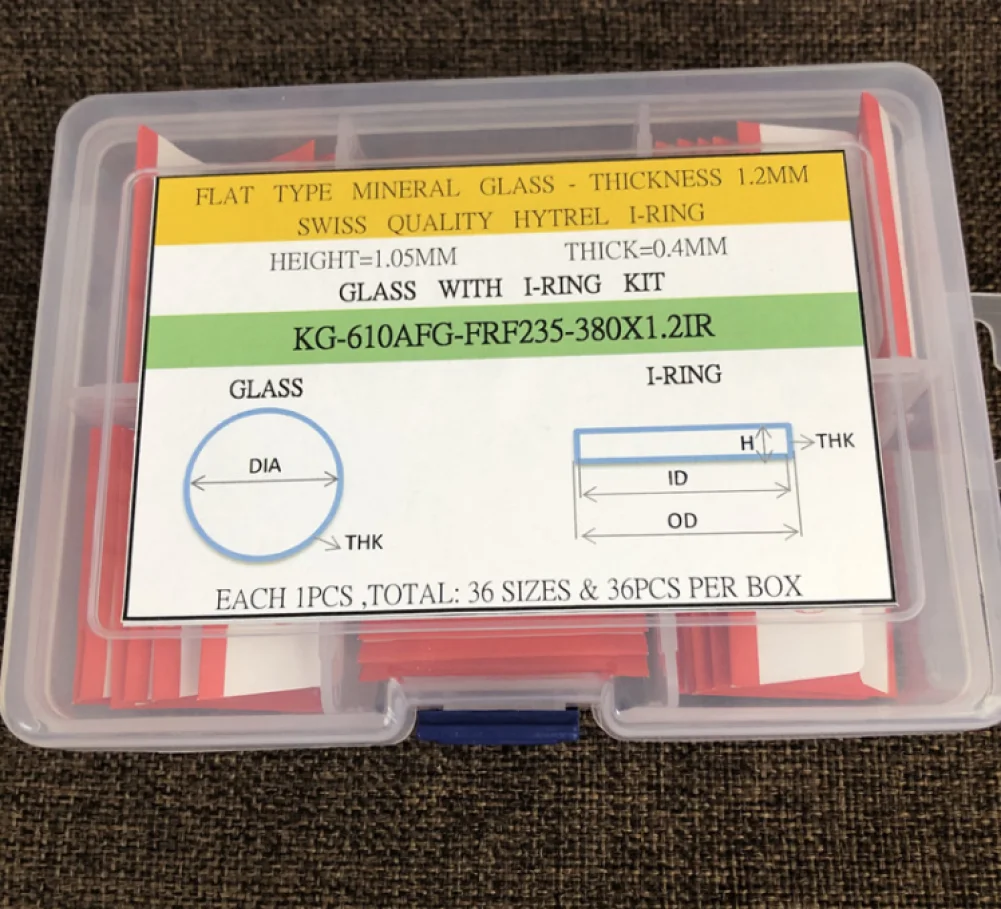 FLAT TYPE MINERAL GLASS - THICKNESS 1.2MM
SWISS QUALITY HYTREL I-RING
HEIGHT=1.05MM THICK=0.4MM
GLASS WITH I-RING KIT
KG-610AFG-FRF235-380X1.2IR
GLASS I-RING
DIA
THK
H THK
ID
OD
EACH 1PCS ,TOTAL: 36 SIZES & 36PCS PER BOX